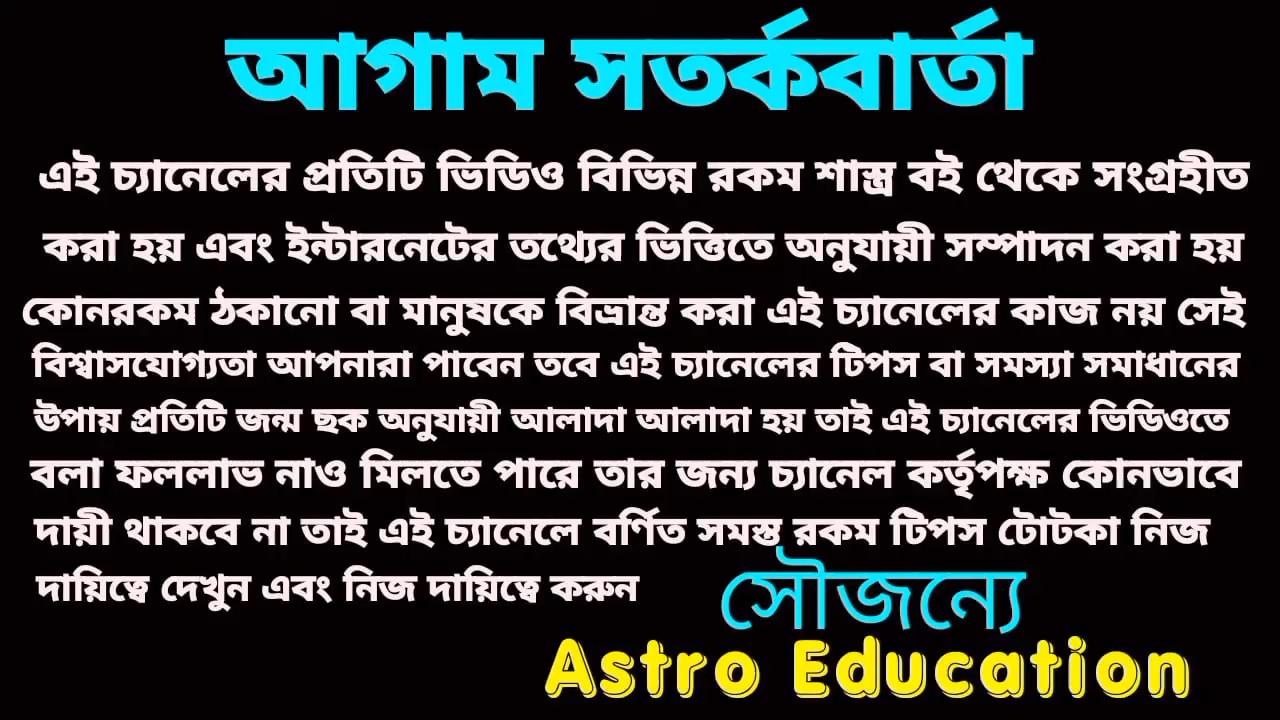 আগাম সতর্কবার্তা
এই চ্যানেলের প্রতিটি ভিডিও বিভিন্ন রকম শাস্ত্র বই থেকে সংগ্রহীত
করা হয় এবং ইন্টারনেটের তথ্যের ভিত্তিতে অনুযায়ী সম্পাদন করা হয়
কোনরকম ঠকানো বা মানুষকে বিভ্রান্ত করা এই চ্যানেলের কাজ নয় সেই
বিশ্বাসযোগ্যতা আপনারা পাবেন তবে এই চ্যানেলের টিপস বা সমস্যা সমাধানের
উপায় প্রতিটি জন্ম ছক অনুযায়ী আলাদা আলাদা হয় তাই এই চ্যানেলের ভিডিওতে
বলা ফললাভ নাও মিলতে পারে তার জন্য চ্যানেল কর্তৃপক্ষ কোনভাবে
দায়ী থাকবে না তাই এই চ্যানেলে বর্ণিত সমস্ত রকম টিপস টোটকা নিজ
দায়িত্বে দেখুন এবং নিজ দায়িত্বে করুন
সৌজন্যে
Astro Education